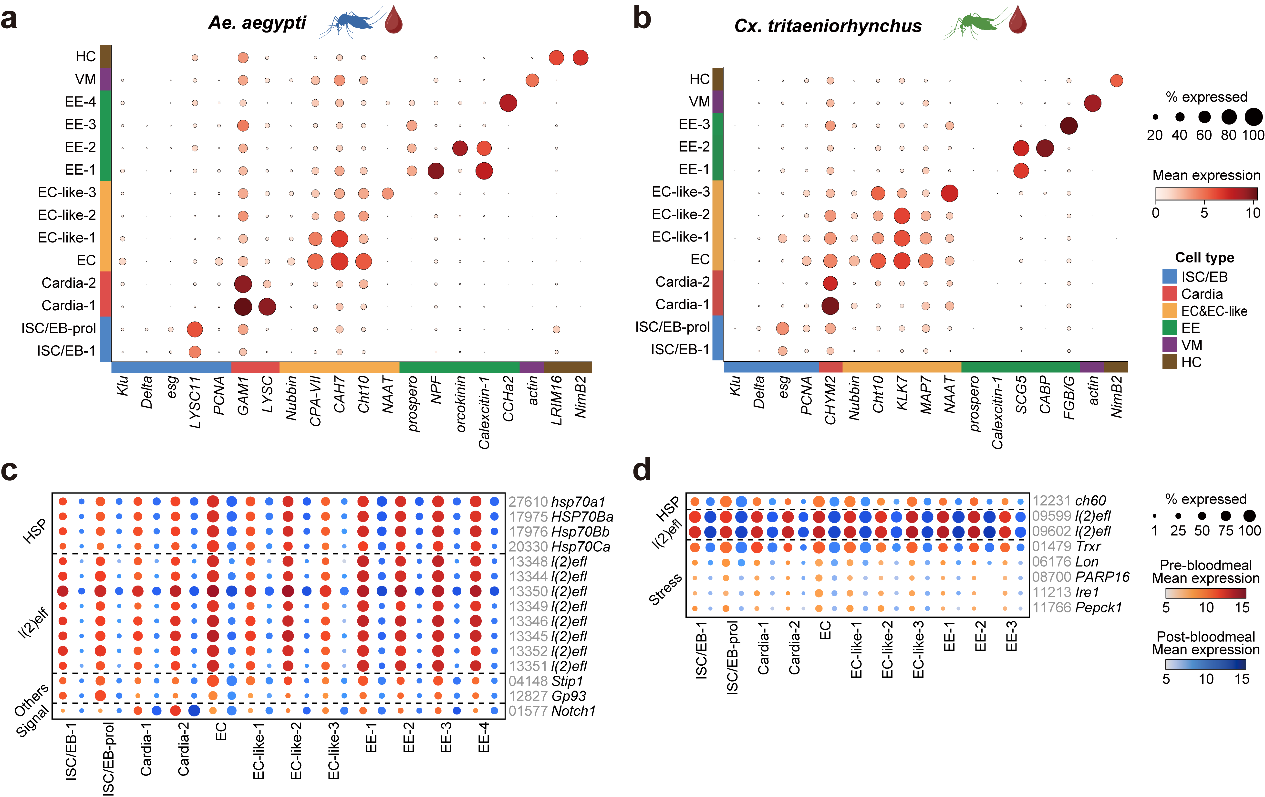 a
Ae. aegypti
HC
VM
EE-4
EE-3
EE-2
EE-1
EC-like-3
EC-like-2
EC-like-1
EC
Cardia-2
Cardia-1
ISC/EB-prol
ISC/EB-1
Klu
Delta
esg
LYSC11
PCNA
GAM1
LYSC
Nubbin
CPA-VII
CAH7
Cht10
NAAT
prospero
NPF
orcokinin
Calexcitin-1
CCHa2
actin
LRIM16
NimB2
b
Cx. tritaeniorhynchus
HC
VM
EE-3
EE-2
EE-1
EC-like-3
EC-like-2
EC-like-1
EC
Cardia-2
Cardia-1
ISC/EB-prol
ISC/EB-1
Klu
Delta
esg
PCNA
CHYM2
Nubbin
Cht10
KLK7
MAP7
NAAT
prospero
Calexcitin-1
SCG5
CABP
FGB/G
actin
NimB2
% expressed
20 40 60 80 100
Mean expression
0 5 10
Cell type
ISC/EB
Cardia
EC&EC-like
EE
VM
HC
c
HSP
l(2)elf
Others
Signal
27610 hsp70a1
17975 HSP70Ba
17976 Hsp70Bb
20330 Hsp70Ca
13348 l(2)efl
13344 l(2)efl
13350 l(2)efl
13349 l(2)efl
13346 l(2)efl
13345 l(2)efl
13352 l(2)efl
13351 l(2)efl
04148 Stip1
12827 Gp93
01577 Notch1
ISC/EB-1
ISC/EB-prol
Cardia-1
Cardia-2
EC
EC-like-1
EC-like-2
EC-like-3
EE-1
EE-2
EE-3
EE-4
d
HSP
l(2)efl
Stress
12231 ch60
09599 l(2)efl
09602 l(2)efl
01479 Trxr
06176 Lon
08700 PARP16
11213 Ire1
11766 Pepck1
ISC/EB-1
ISC/EB-prol
Cardia-1
Cardia-2
EC
EC-like-1
EC-like-2
EC-like-3
EE-1
EE-2
EE-3
% expressed
1 25 50 75 100
Pre-bloodmeal
Mean expression
5 10 15
Post-bloodmeal
Mean expression
5 10 15